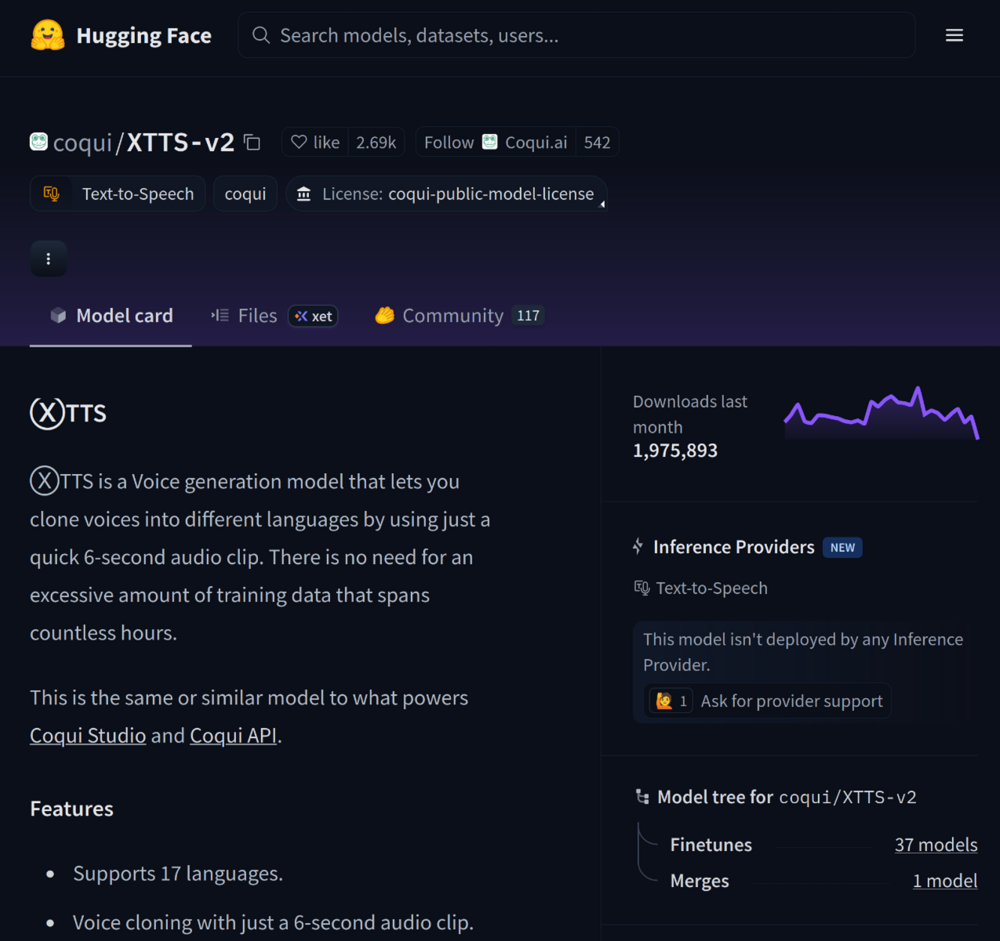 Hugging Face
Search models, datasets, users...
coqui/XTTS-v2
like 2.69k
Follow Coqui.ai 542
Text-to-Speech
coqui
License: coqui-public-model-license
Model card
Files xet
Community 117
ⓍTTS
ⓍTTS is a Voice generation model that lets you
clone voices into different languages by using just a
quick 6-second audio clip. There is no need for an
excessive amount of training data that spans
countless hours.
This is the same or similar model to what powers
Coqui Studio and Coqui API.
Features
• Supports 17 languages.
• Voice cloning with just a 6-second audio clip.
Downloads last
month
1,975,893
Inference Providers NEW
Text-to-Speech
This model isn't deployed by any Inference
Provider.
🙋 1 Ask for provider support
Model tree for coqui/XTTS-v2
Finetunes 37 models
Merges 1 model